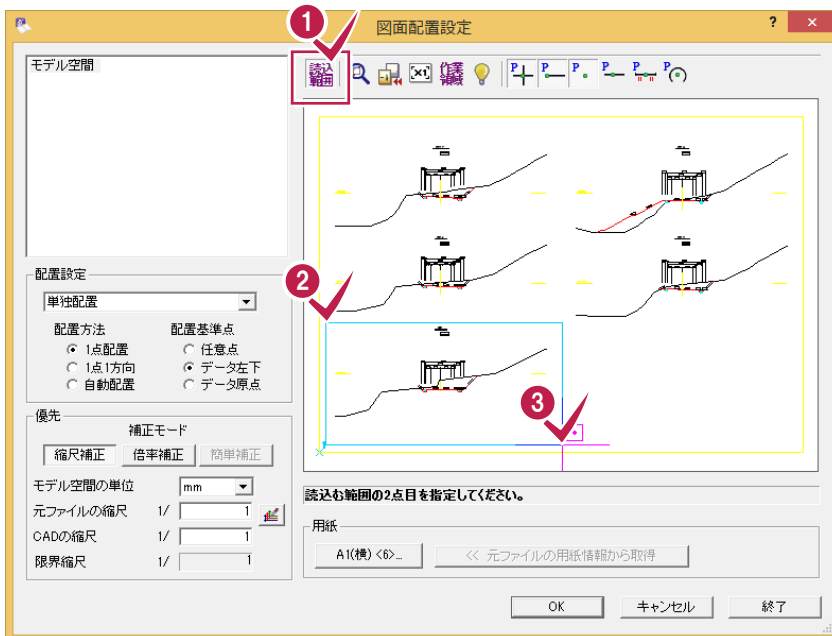 1
図面配置設定
? ×
モデル空間
読込範囲
[X1]
作業領域
P P P P P P
2
3
配置設定
単独配置
配置方法 配置基準点
1点配置 任意点
1点1方向 データ左下
自動配置 データ原点
優先
補正モード
縮尺補正 倍率補正 簡単補正
モデル空間の単位 mm
元ファイルの縮尺 1/ 1
CADの縮尺 1/ 1
限界縮尺 1/ 1
読込む範囲の2点目を指定してください。
用紙
A1(横) <6>... << 元ファイルの用紙情報から取得
OK キャンセル 終了